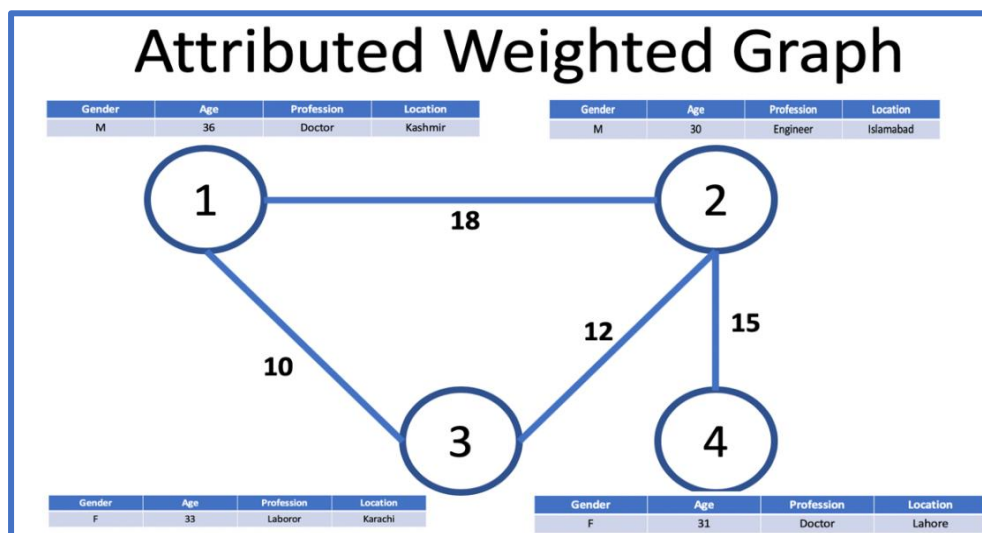 Attributed Weighted Graph
Gender Age Profession Location
M 36 Doctor Kashmir
Gender Age Profession Location
M 30 Engineer Islamabad
1
2
18
12
15
10
3
4
Gender Age Profession Location
F 33 Laboror Karachi
Gender Age Profession Location
F 31 Doctor Lahore